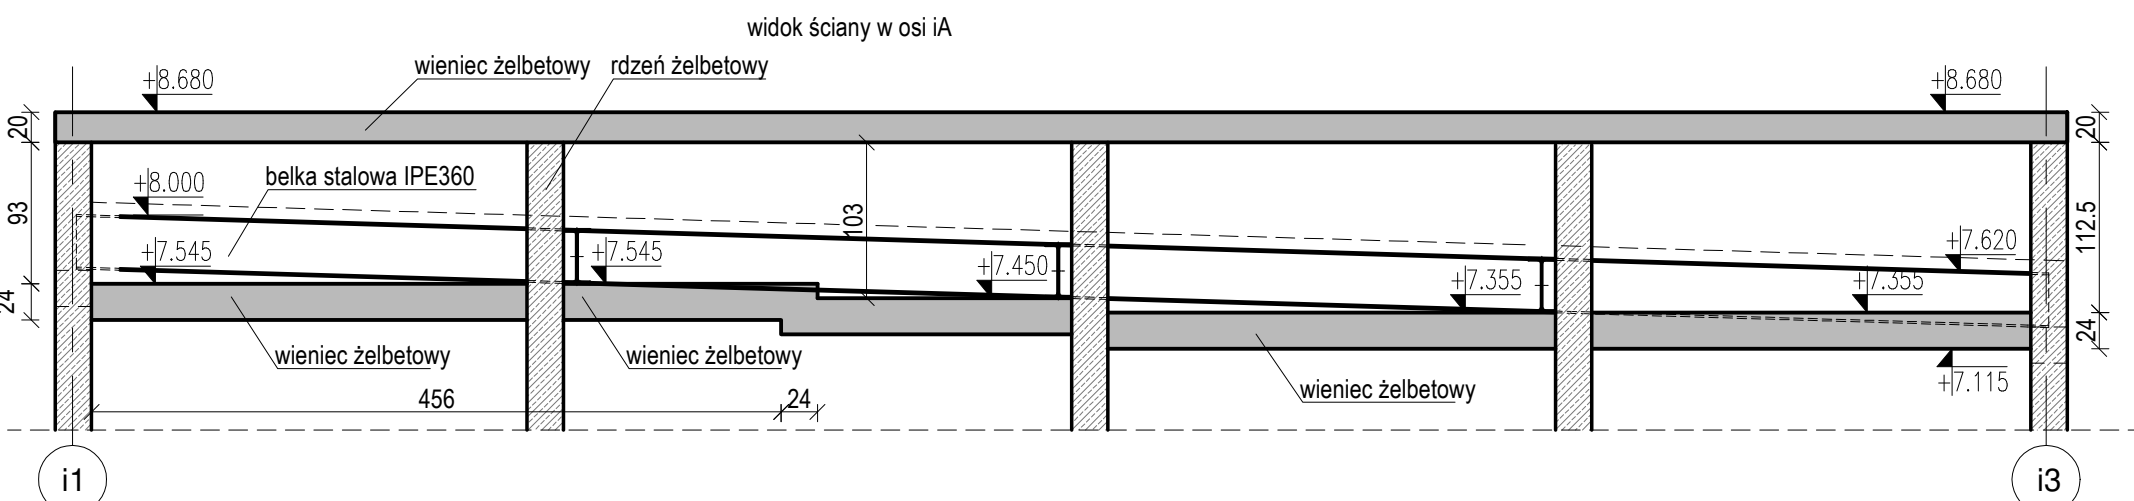 widok ściany w osi iA
wieniec żelbetowy
rdzeń żelbetowy
+8.680
+8.680
20
20
+8.000
belka stalowa IPE360
93
103
112.5
+7.545
+7.545
+7.450
+7.355
+7.355
+7.620
24
24
wieniec żelbetowy
wieniec żelbetowy
wieniec żelbetowy
+7.115
456
24
i1
i3